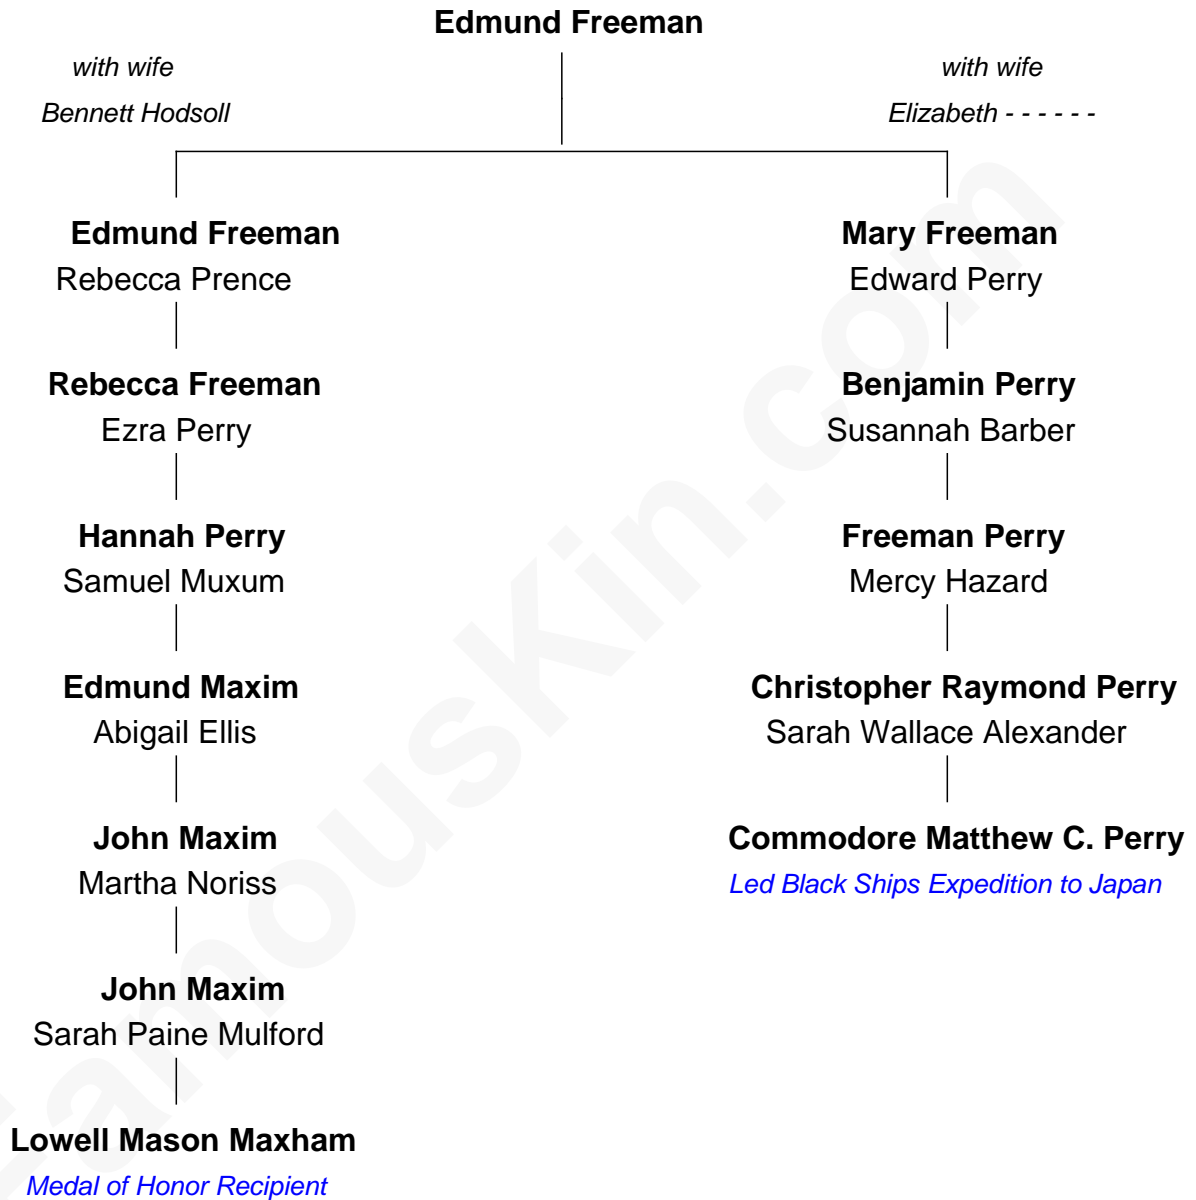 Edmund Freeman
with wife
Bennett Hodsoll
with wife
Elizabeth - - - - - -
Edmund Freeman
Rebecca Prence
Mary Freeman
Edward Perry
Rebecca Freeman
Ezra Perry
Benjamin Perry
Susannah Barber
Hannah Perry
Samuel Muxum
Freeman Perry
Mercy Hazard
Edmund Maxim
Abigail Ellis
Christopher Raymond Perry
Sarah Wallace Alexander
John Maxim
Martha Noriss
Commodore Matthew C. Perry
Led Black Ships Expedition to Japan
John Maxim
Sarah Paine Mulford
Lowell Mason Maxham
Medal of Honor Recipient
FamousKin.com